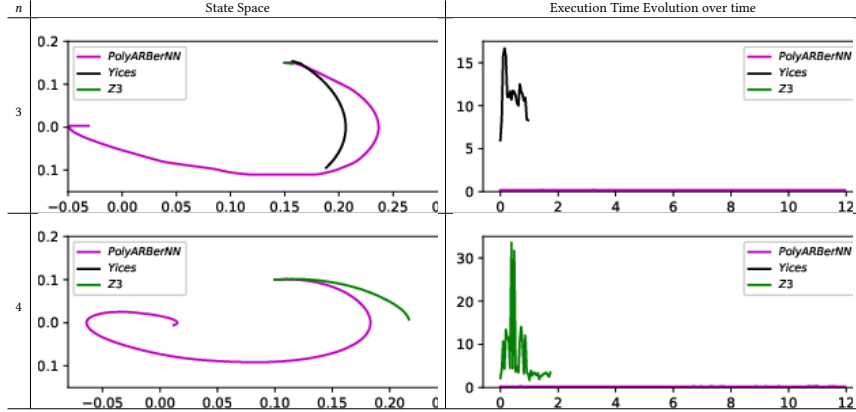 n State Space Execution Time Evolution over time
3
0.2
0.1
0.0
0.1
PolyARBerNN
Yices
Z3
−0.05 0.00 0.05 0.10 0.15 0.20
15
10
5
0
PolyARBerNN
Yices
Z3
0 2 4 6 8 10 12
4
0.2
0.1
0.0
0.1
PolyARBerNN
Yices
Z3
−0.05 0.00 0.05 0.10 0.15 0.20
30
20
10
0
PolyARBerNN
Yices
Z3
0 2 4 6 8 10 12